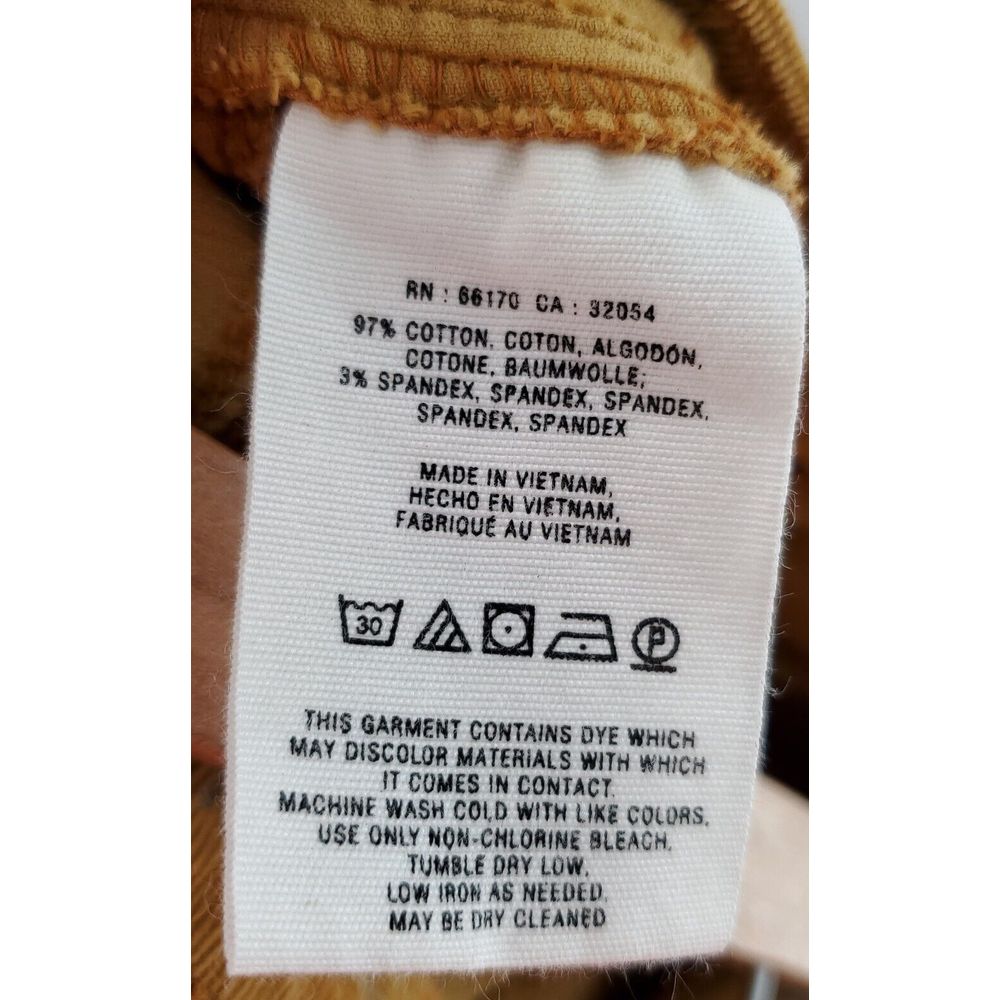 RN : 66170 CA : 32054
97% COTTON, COTON, ALGODÓN,
COTONE, BAUMWOLLE;
3% SPANDEX, SPANDEX, SPANDEX,
SPANDEX, SPANDEX
MADE IN VIETNAM,
HECHO EN VIETNAM,
FABRIQUÉ AU VIETNAM
30 P
THIS GARMENT CONTAINS DYE WHICH
MAY DISCOLOR MATERIALS WITH WHICH
IT COMES IN CONTACT.
MACHINE WASH COLD WITH LIKE COLORS.
USE ONLY NON-CHLORINE BLEACH.
TUMBLE DRY LOW.
LOW IRON AS NEEDED.
MAY BE DRY CLEANED